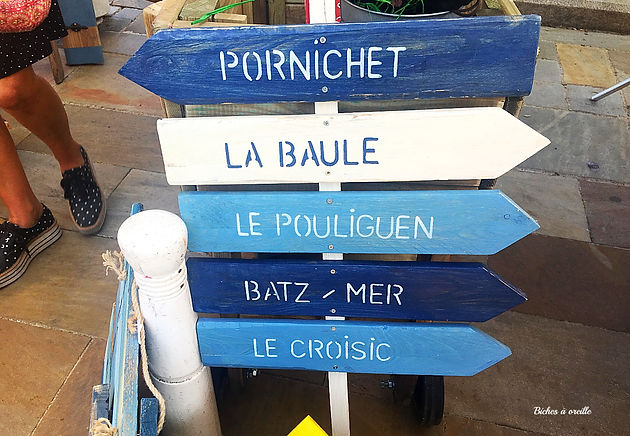 PORNICHET
LA BAULE
LE POULIGUEN
BATZ-MER
LE CROISIC
Biches à oreille